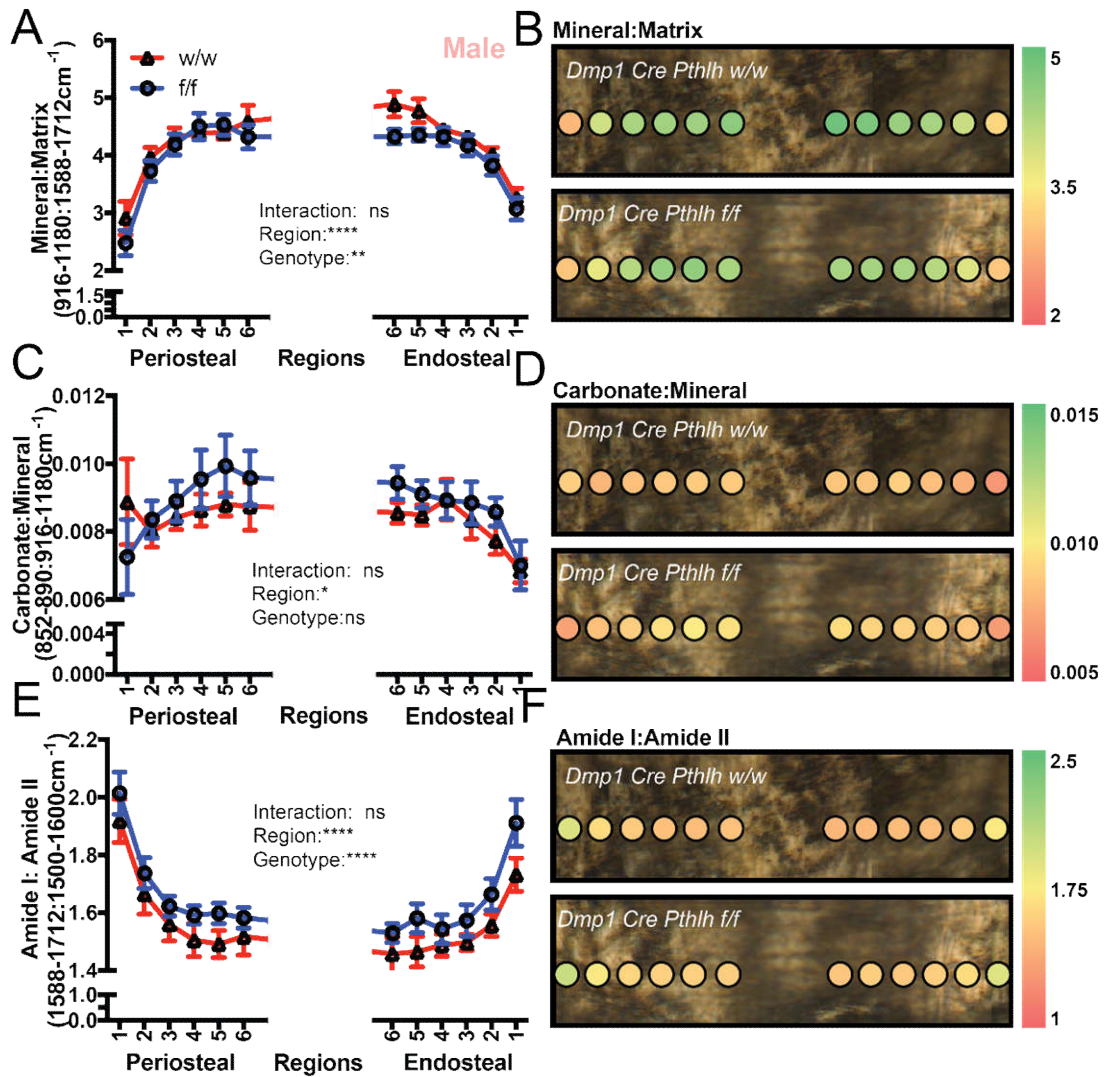 A
Male
w/w
f/f
6
5
4
3
2
1.5
0.0
Mineral:Matrix
(916-1180:1588-1712cm⁻¹)
Interaction: ns
Region:****
Genotype:**
1 2 3 4 5 6 6 5 4 3 2 1
Periosteal Regions Endosteal
B
Mineral:Matrix
Dmp1 Cre Pthlh w/w
Dmp1 Cre Pthlh f/f
5
3.5
2
C
0.012
0.010
0.008
0.006
0.004
0.000
Carbonate:Mineral
(852-890:916-1180cm⁻¹)
Interaction: ns
Region:*
Genotype:ns
1 2 3 4 5 6 6 5 4 3 2 1
Periosteal Regions Endosteal
D
Carbonate:Mineral
Dmp1 Cre Pthlh w/w
Dmp1 Cre Pthlh f/f
0.015
0.010
0.005
E
2.2
2.0
1.8
1.6
1.4
1.0
0.0
Amide I: Amide II
(1588-1712:1500-1600cm⁻¹)
Interaction: ns
Region:****
Genotype:****
1 2 3 4 5 6 6 5 4 3 2 1
Periosteal Regions Endosteal
F
Amide I:Amide II
Dmp1 Cre Pthlh w/w
Dmp1 Cre Pthlh f/f
2.5
1.75
1